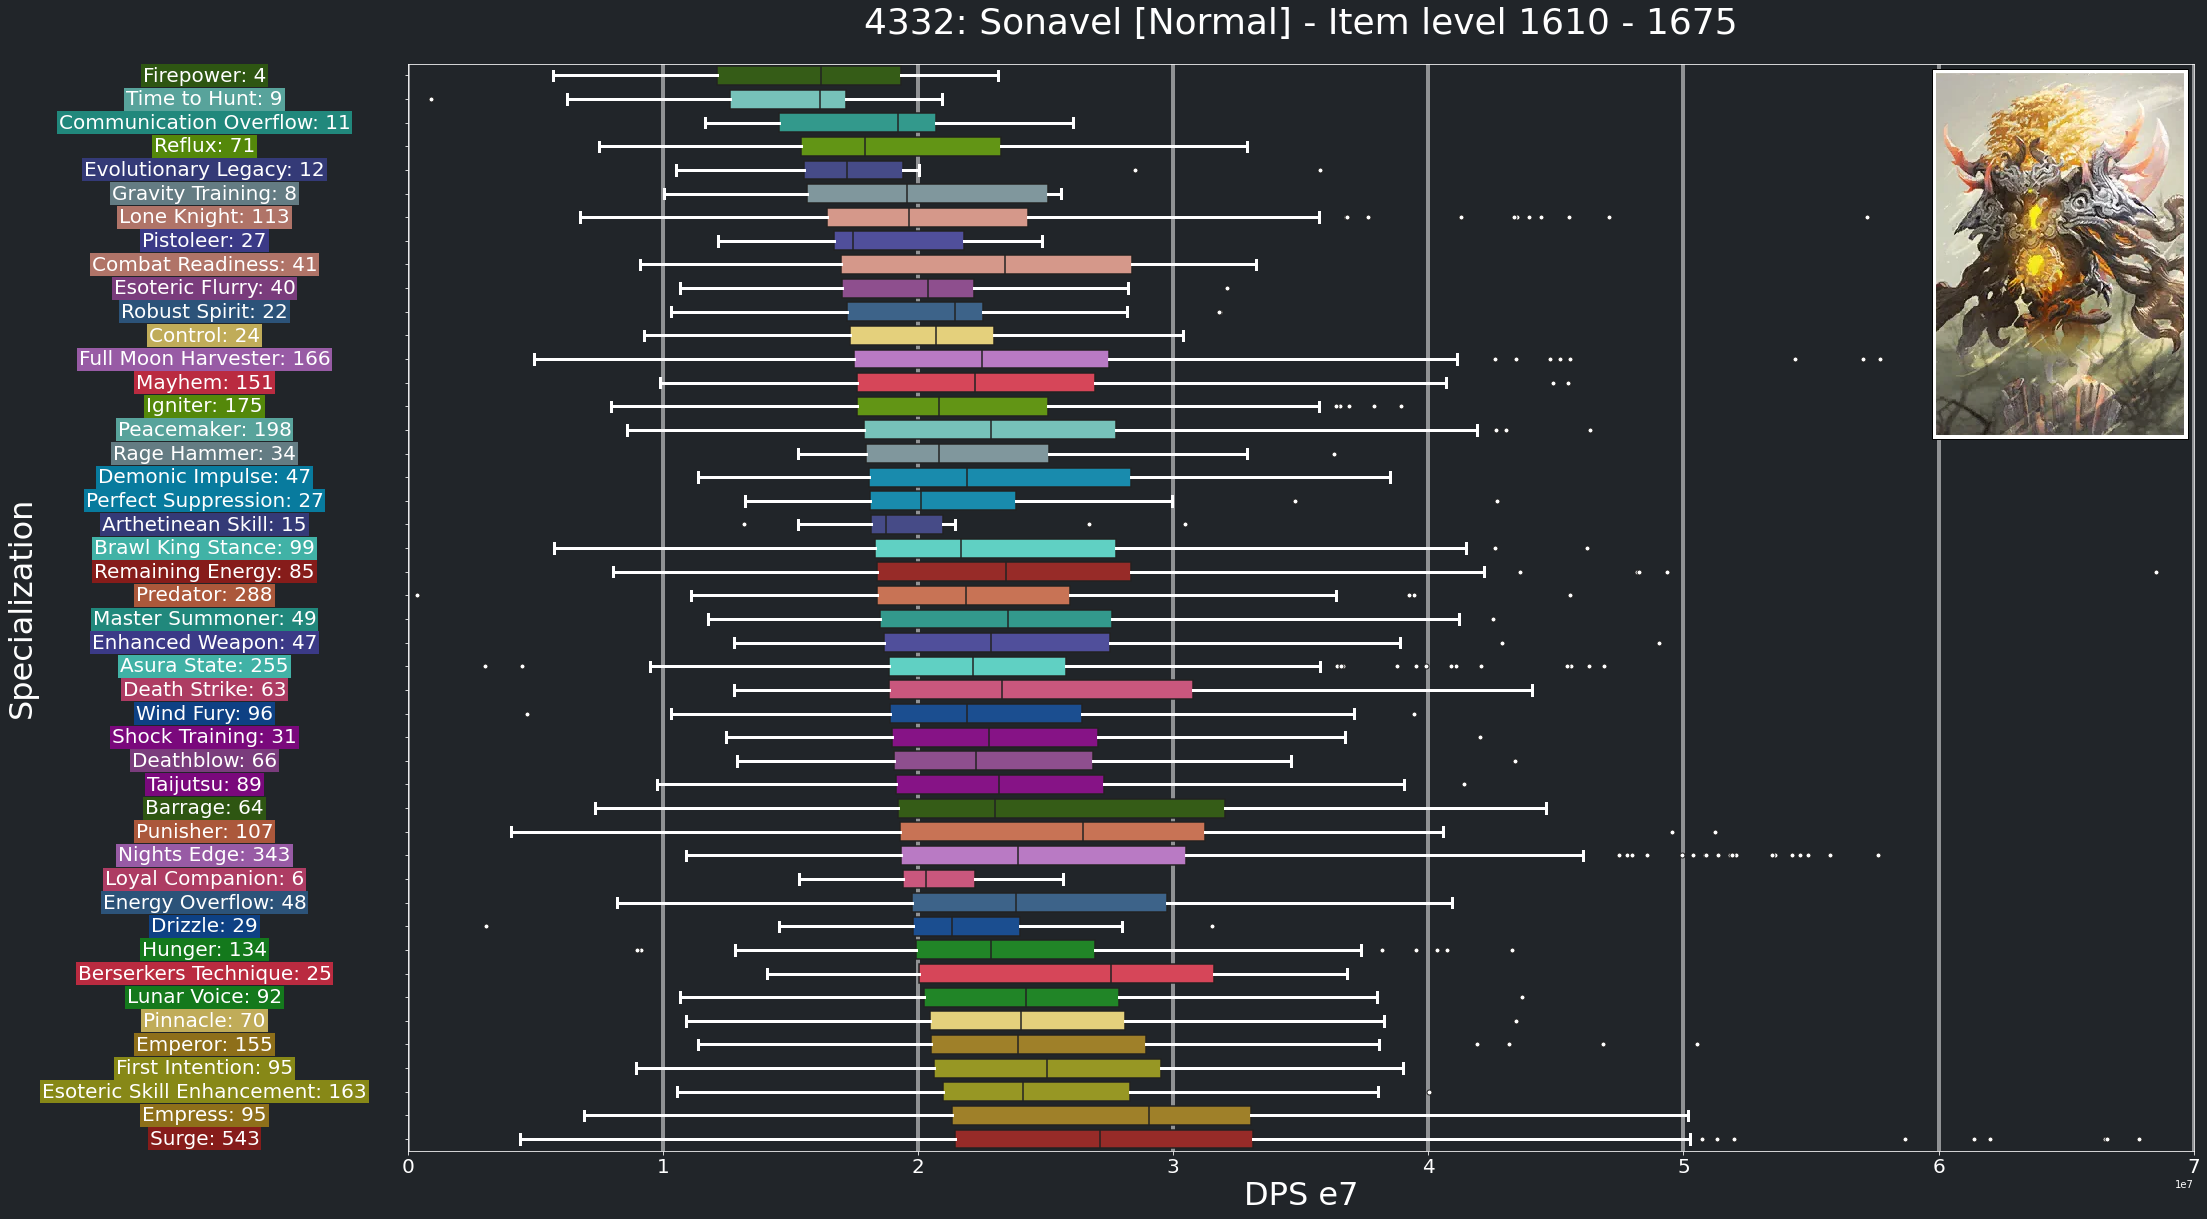 4332: Sonavel [Normal] - Item level 1610 - 1675
Firepower: 4
Time to Hunt: 9
Communication Overflow: 11
Reflux: 71
Evolutionary Legacy: 12
Gravity Training: 8
Lone Knight: 113
Pistoleer: 27
Combat Readiness: 41
Esoteric Flurry: 40
Robust Spirit: 22
Control: 24
Full Moon Harvester: 166
Mayhem: 151
Igniter: 175
Peacemaker: 198
Rage Hammer: 34
Demonic Impulse: 47
Perfect Suppression: 27
Arthetinean Skill: 15
Brawl King Stance: 99
Remaining Energy: 85
Predator: 288
Master Summoner: 49
Enhanced Weapon: 47
Asura State: 255
Death Strike: 63
Wind Fury: 96
Shock Training: 31
Deathblow: 66
Taijutsu: 89
Barrage: 64
Punisher: 107
Nights Edge: 343
Loyal Companion: 6
Energy Overflow: 48
Drizzle: 29
Hunger: 134
Berserkers Technique: 25
Lunar Voice: 92
Pinnacle: 70
Emperor: 155
First Intention: 95
Esoteric Skill Enhancement: 163
Empress: 95
Surge: 543
Specialization
0 1 2 3 4 5 6 7
DPS e7
1e7